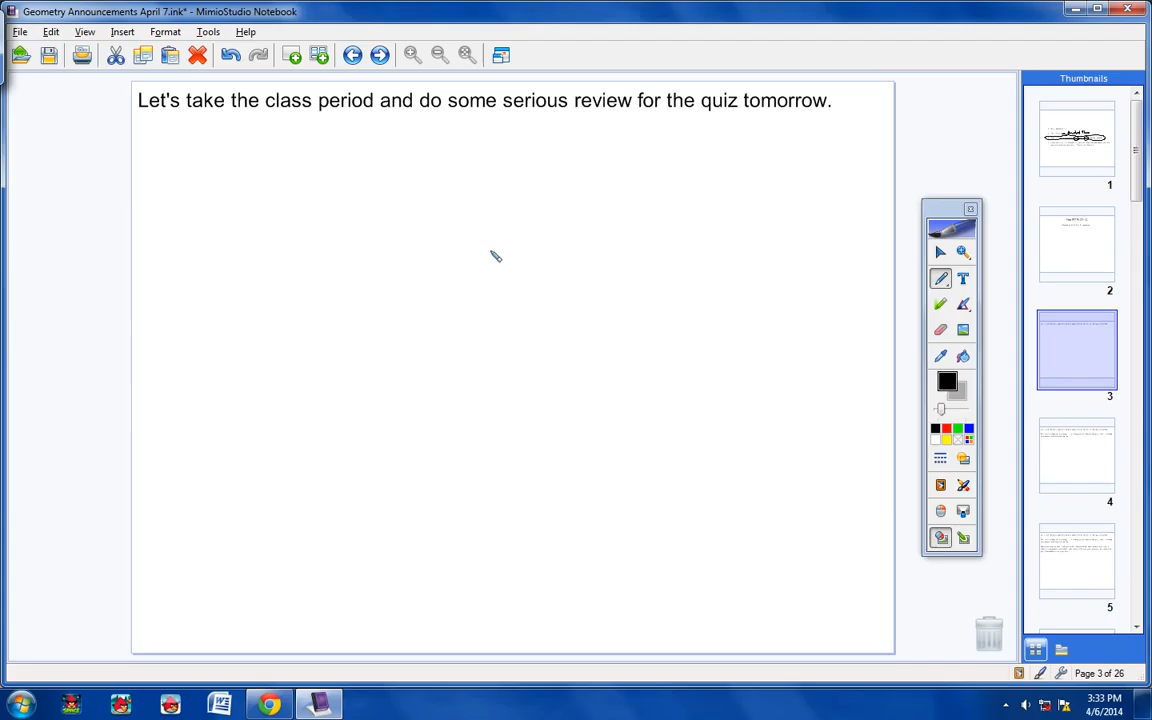 Geometry Announcements April 7.ink* - MimioStudio Notebook
File Edit View Insert Format Tools Help
Let's take the class period and do some serious review for the quiz tomorrow.
Thumbnails
1
2
3
4
5
Page 3 of 26
3:33 PM
4/6/2014